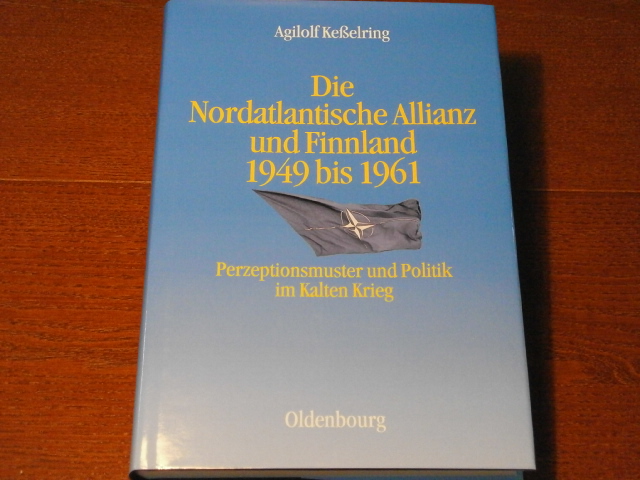 Agilolf Keßelring
Die
Nordatlantische Allianz
und Finnland
1949 bis 1961
Perzeptionsmuster und Politik
im Kalten Krieg
Oldenbourg